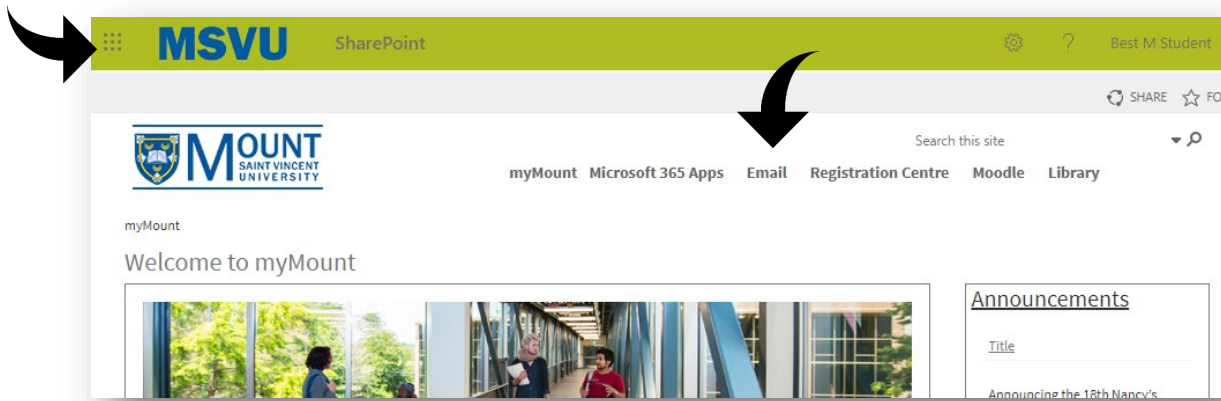 MSVU SharePoint ? Best M Student
SHARE FO
MOUNT
SAINT VINCENT
UNIVERSITY
Search this site
myMount Microsoft 365 Apps Email Registration Centre Moodle Library
myMount
Welcome to myMount
Announcements
Title
Announcing the 18th Nancy's